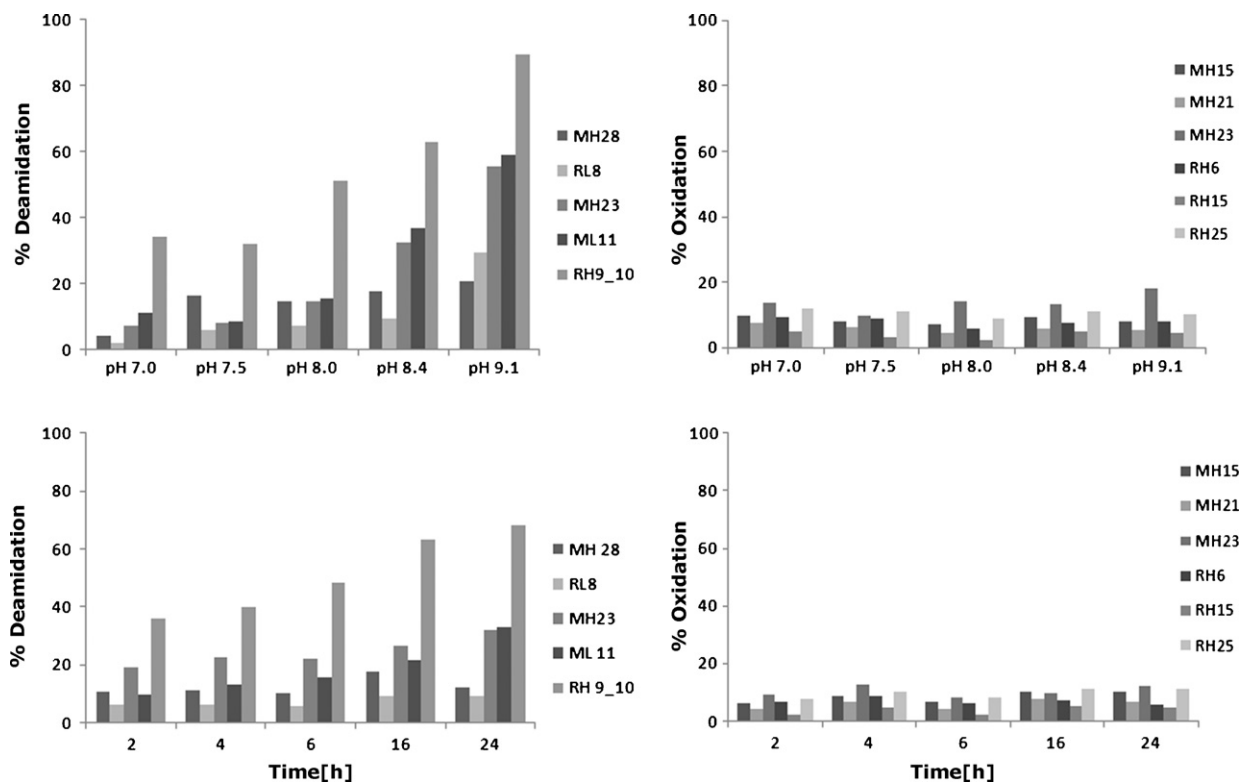 % Deamidation
100
80
60
40
20
0
pH 7.0 pH 7.5 pH 8.0 pH 8.4 pH 9.1
MH28
RL8
MH23
ML11
RH9_10
% Oxidation
100
80
60
40
20
0
pH 7.0 pH 7.5 pH 8.0 pH 8.4 pH 9.1
MH15
MH21
MH23
RH6
RH15
RH25
% Deamidation
100
80
60
40
20
0
2 4 6 16 24
Time[h]
MH 28
RL8
MH23
ML 11
RH 9_10
% Oxidation
100
80
60
40
20
0
2 4 6 16 24
Time[h]
MH15
MH21
MH23
RH6
RH15
RH25